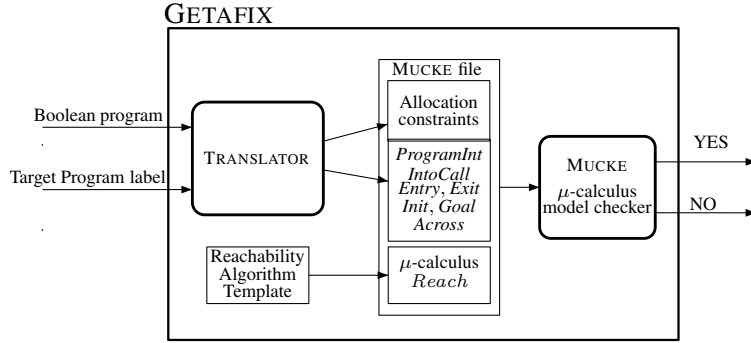 GETAFIX
MUCKE file
Boolean program
Target Program label
TRANSLATOR
Allocation
constraints
ProgramInt
IntoCall
Entry, Exit
Init, Goal
Across
Reachability
Algorithm
Template
μ-calculus
Reach
MUCKE
μ-calculus
model checker
YES
NO